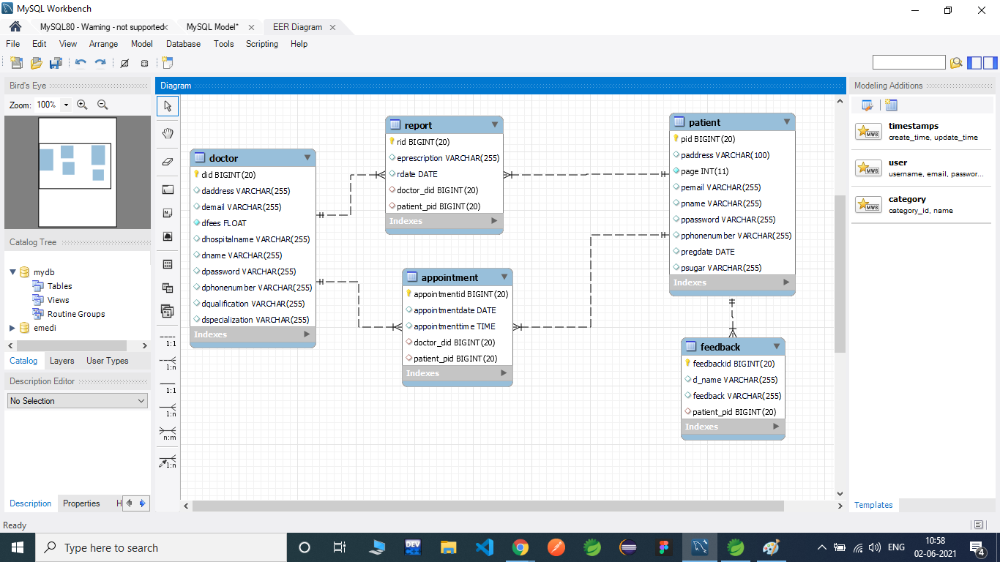 MySQL Workbench
MySQL80 - Warning - not supported
MySQL Model*
EER Diagram
File Edit View Arrange Model Database Tools Scripting Help
Bird's Eye
Zoom: 100%
Catalog Tree
mydb
Tables
Views
Routine Groups
emedi
Catalog Layers User Types
Description Editor
No Selection
Description Properties H
Diagram
1:1
1:n
1:1
1:n
n:m
1:n
doctor
did BIGINT(20)
daddress VARCHAR(255)
demail VARCHAR(255)
dfees FLOAT
dhospitalname VARCHAR(255)
dname VARCHAR(255)
dpassword VARCHAR(255)
dphonenumber VARCHAR(255)
dqualification VARCHAR(255)
dspecialization VARCHAR(255)
Indexes
report
rid BIGINT(20)
eprescription VARCHAR(255)
rdate DATE
doctor_did BIGINT(20)
patient_pid BIGINT(20)
Indexes
appointment
appointmentid BIGINT(20)
appointmentdate DATE
appointmenttime TIME
doctor_did BIGINT(20)
patient_pid BIGINT(20)
Indexes
patient
pid BIGINT(20)
paddress VARCHAR(100)
page INT(11)
pemail VARCHAR(255)
pname VARCHAR(255)
ppassword VARCHAR(255)
pphonenumber VARCHAR(255)
pregdate DATE
psugar VARCHAR(255)
Indexes
feedback
feedbackid BIGINT(20)
d_name VARCHAR(255)
feedback VARCHAR(255)
patient_pid BIGINT(20)
Indexes
Modeling Additions
MWB
timestamps
create_time, update_time
MWB
user
username, email, passwor...
MWB
category
category_id, name
Templates
Ready
Type here to search
DEV
ENG
10:58
02-06-2021
4